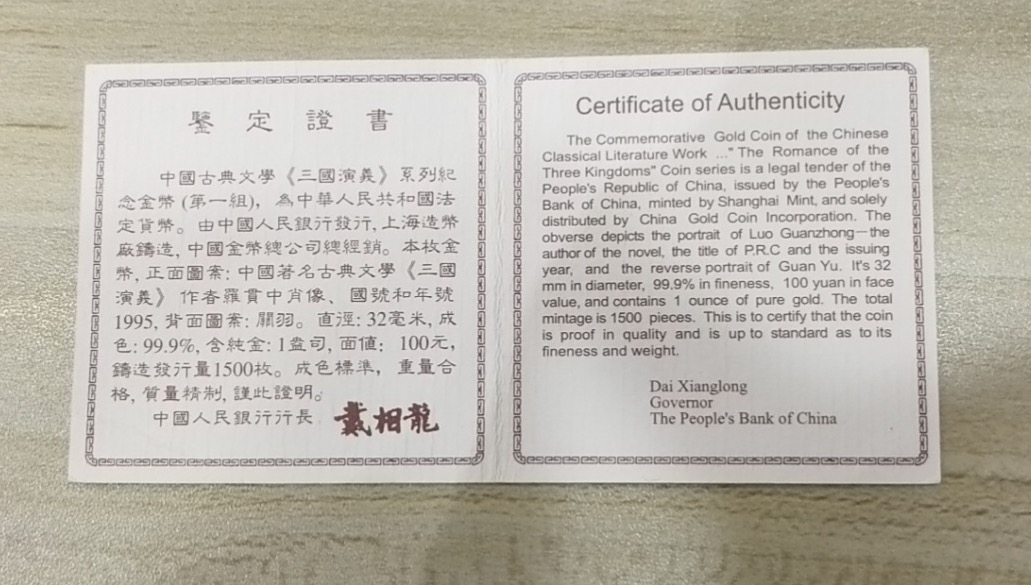 鑒定證書
中國古典文學《三國演義》系列紀
念金幣(第一組)，為中華人民共和國法
定貨幣。由中國人民銀行發行,上海造幣
廠鑄造,中國金幣總公司總經銷。本枚金
幣,正面圖案:中國著名古典文學《三國
演義》作者羅貫中肖像、國號和年號
1995,背面圖案:關羽。直徑:32毫米,成
色:99.9%,含純金:1盎司,面值:100元,
鑄造發行量1500枚。成色標準，重量合
格,質量精制,謹此證明。
中國人民銀行行長 戴相龍
Certificate of Authenticity
The Commemorative Gold Coin of the Chinese
Classical Literature Work ..." The Romance of the
Three Kingdoms" Coin series is a legal tender of the
People's Republic of China, issued by the People's
Bank of China, minted by Shanghai Mint, and solely
distributed by China Gold Coin Incorporation. The
obverse depicts the portrait of Luo Guanzhong—the
author of the novel, the title of P.R.C and the issuing
year, and the reverse portrait of Guan Yu. It's 32
mm in diameter, 99.9% in fineness, 100 yuan in face
value, and contains 1 ounce of pure gold. The total
mintage is 1500 pieces. This is to certify that the coin
is proof in quality and is up to standard as to its
fineness and weight.
Dai Xianglong
Governor
The People's Bank of China